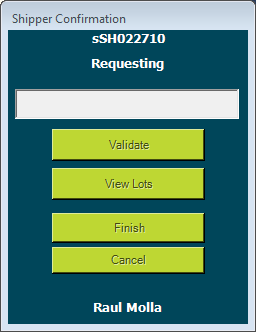 Shipper Confirmation
sSH022710
Requesting
Validate
View Lots
Finish
Cancel
Raul Molla